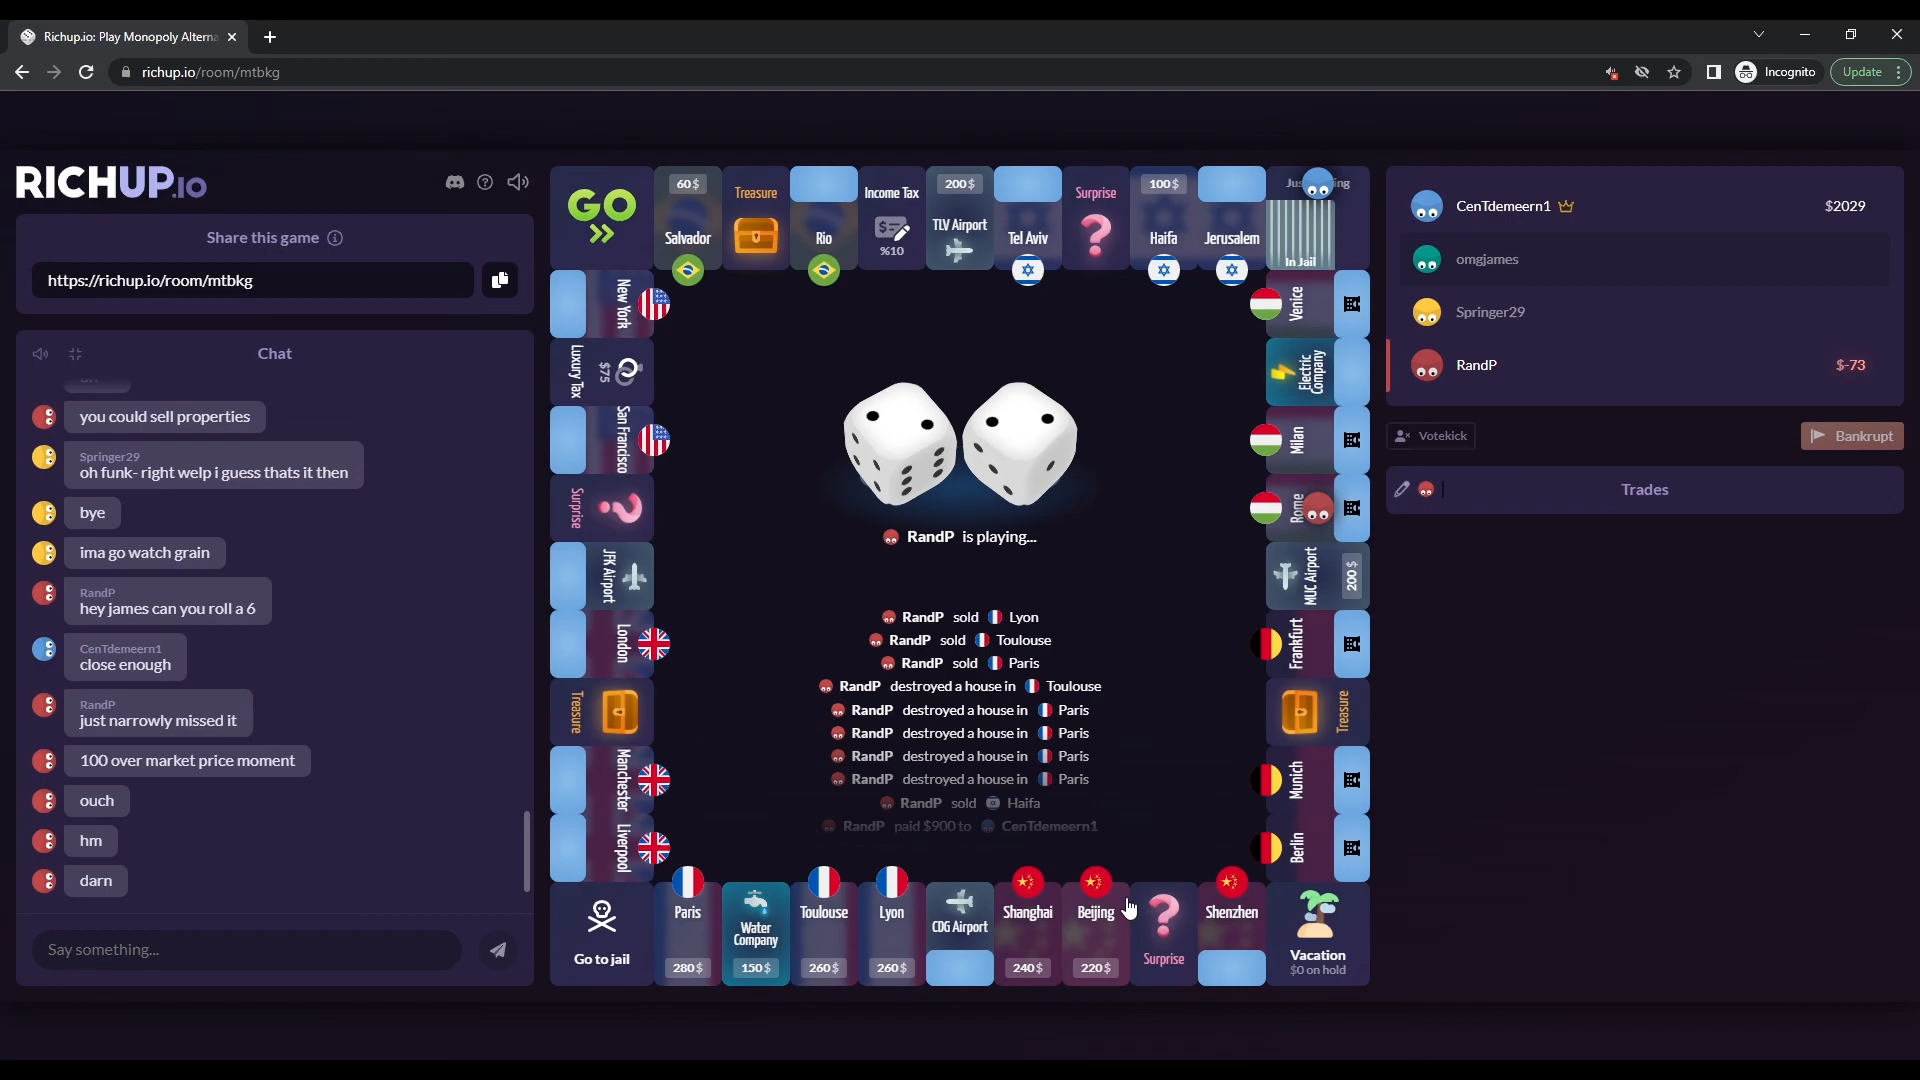 Richup.io: Play Monopoly Alterna
richup.io/room/mtbkg
Incognito
Update
RICHUP.IO
Share this game
https://richup.io/room/mtbkg
Chat
you could sell properties
Springer29
oh funk- right welp i guess thats it then
bye
ima go watch grain
RandP
hey james can you roll a 6
CenTdemeern1
close enough
RandP
just narrowly missed it
100 over market price moment
ouch
hm
darn
Say something...
GO
60$
Salvador
Treasure
Rio
Income Tax
%10
200$
TLV Airport
Tel Aviv
Surprise
100$
Haifa
Jerusalem
In Jail
New York
Luxury Tax
$75
San Francisco
Surprise
JFK Airport
London
Treasure
Manchester
Liverpool
Venice
Electric
Company
Milan
Rome
MUC Airport
200$
Frankfurt
Treasure
Munich
Berlin
RandP is playing...
RandP sold Lyon
RandP sold Toulouse
RandP sold Paris
RandP destroyed a house in Toulouse
RandP destroyed a house in Paris
RandP destroyed a house in Paris
RandP destroyed a house in Paris
RandP destroyed a house in Paris
RandP sold Haifa
RandP paid $900 to CenTdemeern1
Go to jail
Paris
280$
Water
Company
150$
Toulouse
260$
Lyon
260$
CDG Airport
Shanghai
240$
Beijing
220$
Surprise
Shenzhen
Vacation
$0 on hold
CenTdemeern1
$2029
omgjames
Springer29
RandP
$-73
Votekick
Bankrupt
Trades